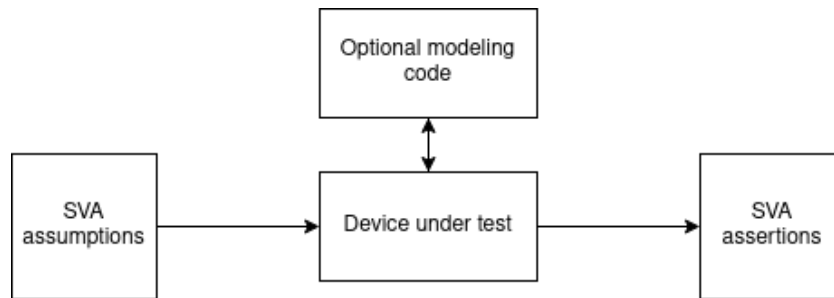 Optional modeling
code
SVA
assumptions
Device under test
SVA
assertions